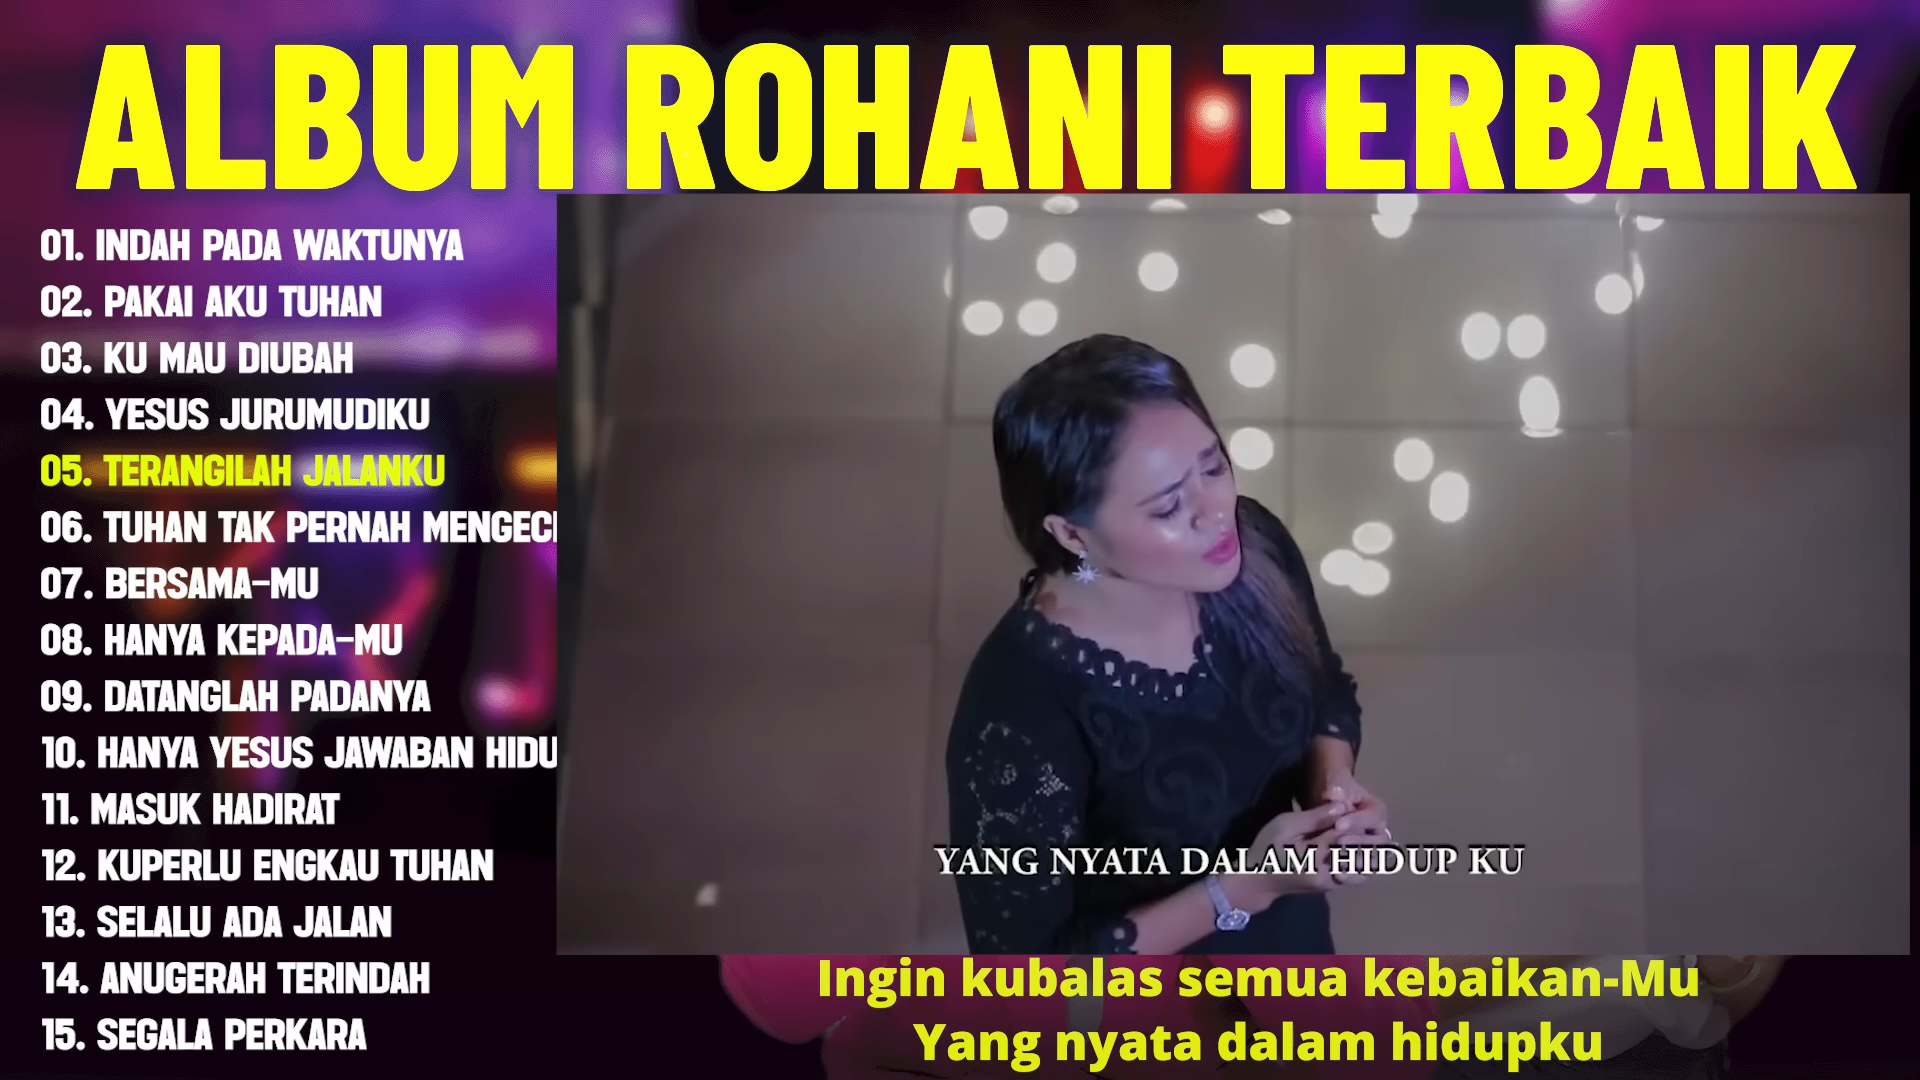 ALBUM ROHANI TERBAIK
01. INDAH PADA WAKTUNYA
02. PAKAI AKU TUHAN
03. KU MAU DIUBAH
04. YESUS JURUMUDIKU
05. TERANGILAH JALANKU
06. TUHAN TAK PERNAH
07. BERSAMA-MU
08. HANYA KEPADA-MU
09. DATANGLAH PADANYA
10. HANYA YESUS JAWABAN HIDU
11. MASUK HADIRAT
12. KUPERLU ENGKAU TUHAN
13. SELALU ADA JALAN
14. ANUGERAH TERINDAH
15. SEGALA PERKARA
YANG NYATA DALAM HIDUP KU
Ingin kubalas semua kebaikan-Mu
Yang nyata dalam hidupku